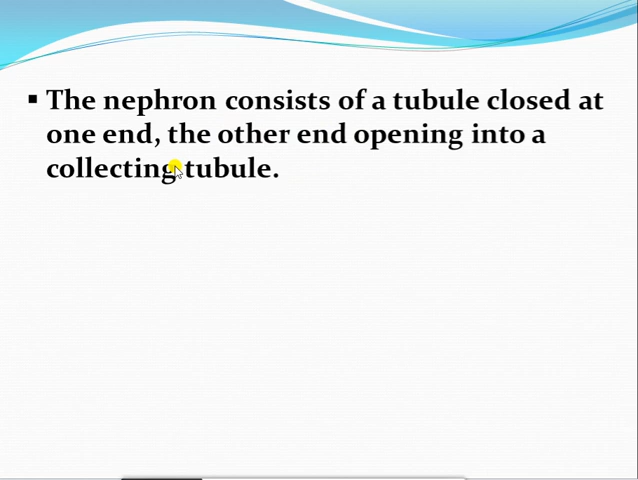 ▪ The nephron consists of a tubule closed at
one end, the other end opening into a
collecting tubule.